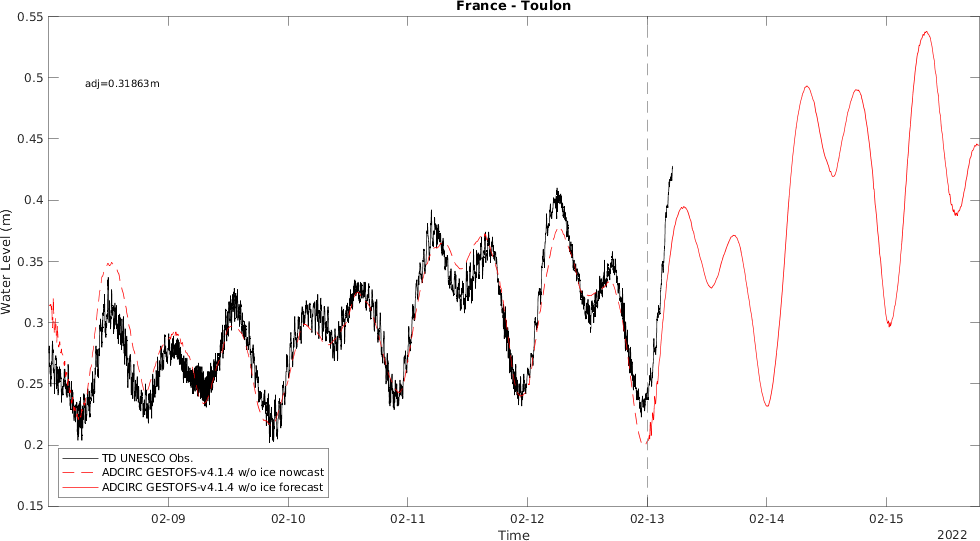 France - Toulon
adj=0.31863m
Water Level (m)
0.55
0.5
0.45
0.4
0.35
0.3
0.25
0.2
0.15
TD UNESCO Obs.
ADCIRC GESTOFS-v4.1.4 w/o ice nowcast
ADCIRC GESTOFS-v4.1.4 w/o ice forecast
02-09 02-10 02-11 02-12 02-13 02-14 02-15
Time
2022